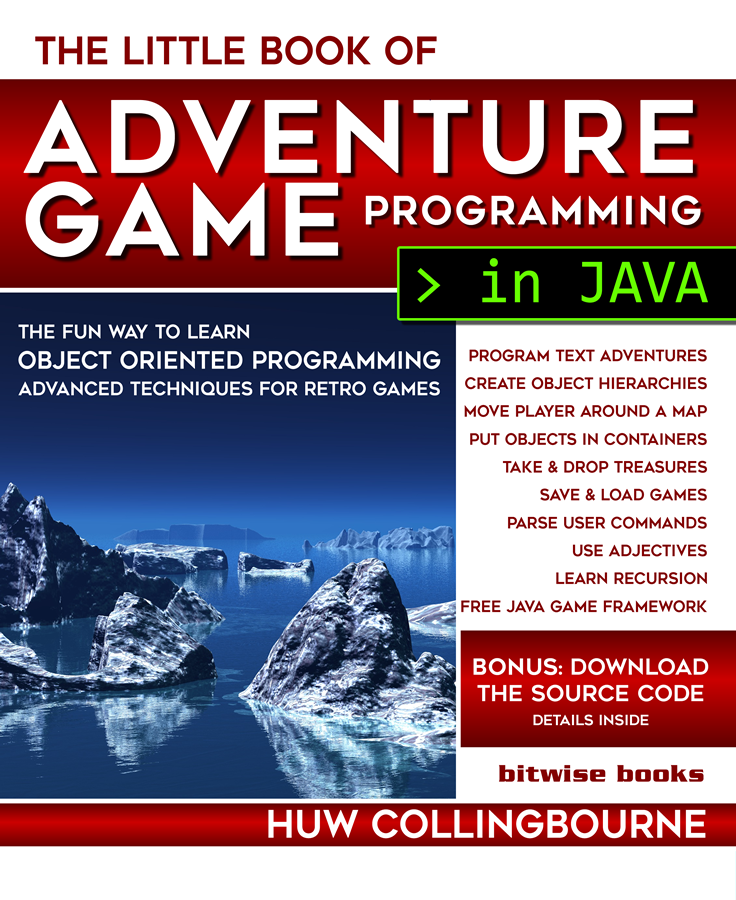 THE LITTLE BOOK OF
ADVENTURE
GAME PROGRAMMING
> in JAVA
THE FUN WAY TO LEARN
OBJECT ORIENTED PROGRAMMING
ADVANCED TECHNIQUES FOR RETRO GAMES
PROGRAM TEXT ADVENTURES
CREATE OBJECT HIERARCHIES
MOVE PLAYER AROUND A MAP
PUT OBJECTS IN CONTAINERS
TAKE & DROP TREASURES
SAVE & LOAD GAMES
PARSE USER COMMANDS
USE ADJECTIVES
LEARN RECURSION
FREE JAVA GAME FRAMEWORK
BONUS: DOWNLOAD
THE SOURCE CODE
DETAILS INSIDE
bitwise books
HUW COLLINGBOURNE